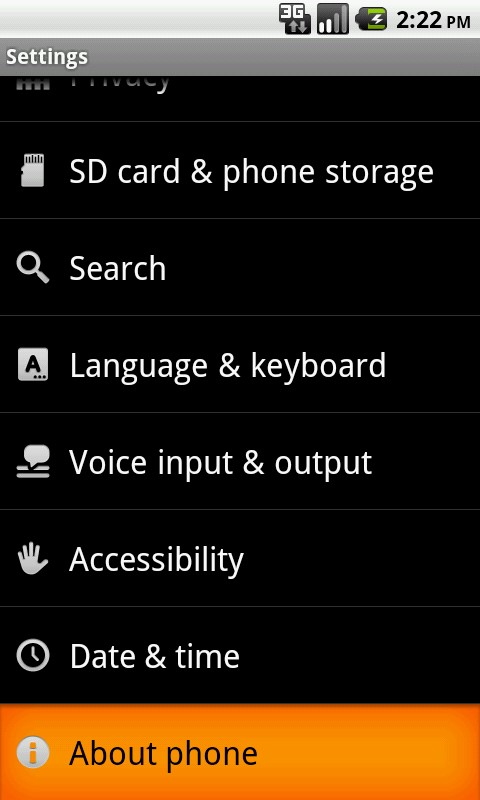 3G 2:22 PM
Settings
Privacy
SD card & phone storage
Search
A Language & keyboard
Voice input & output
Accessibility
Date & time
About phone